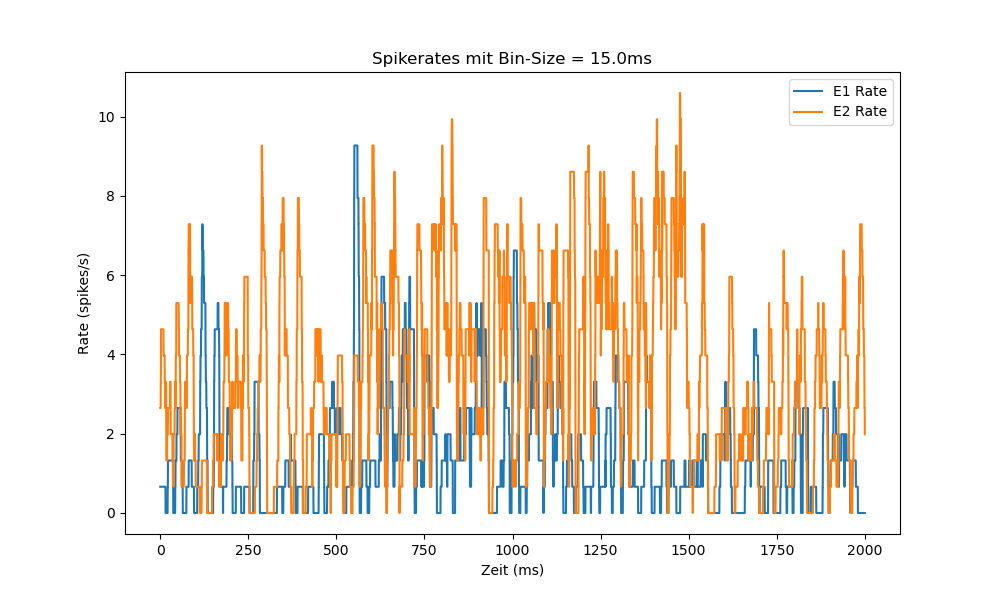 Spikerates mit Bin-Size = 15.0ms
E1 Rate
E2 Rate
10
8
6
4
2
0
Rate (spikes/s)
0 250 500 750 1000 1250 1500 1750 2000
Zeit (ms)